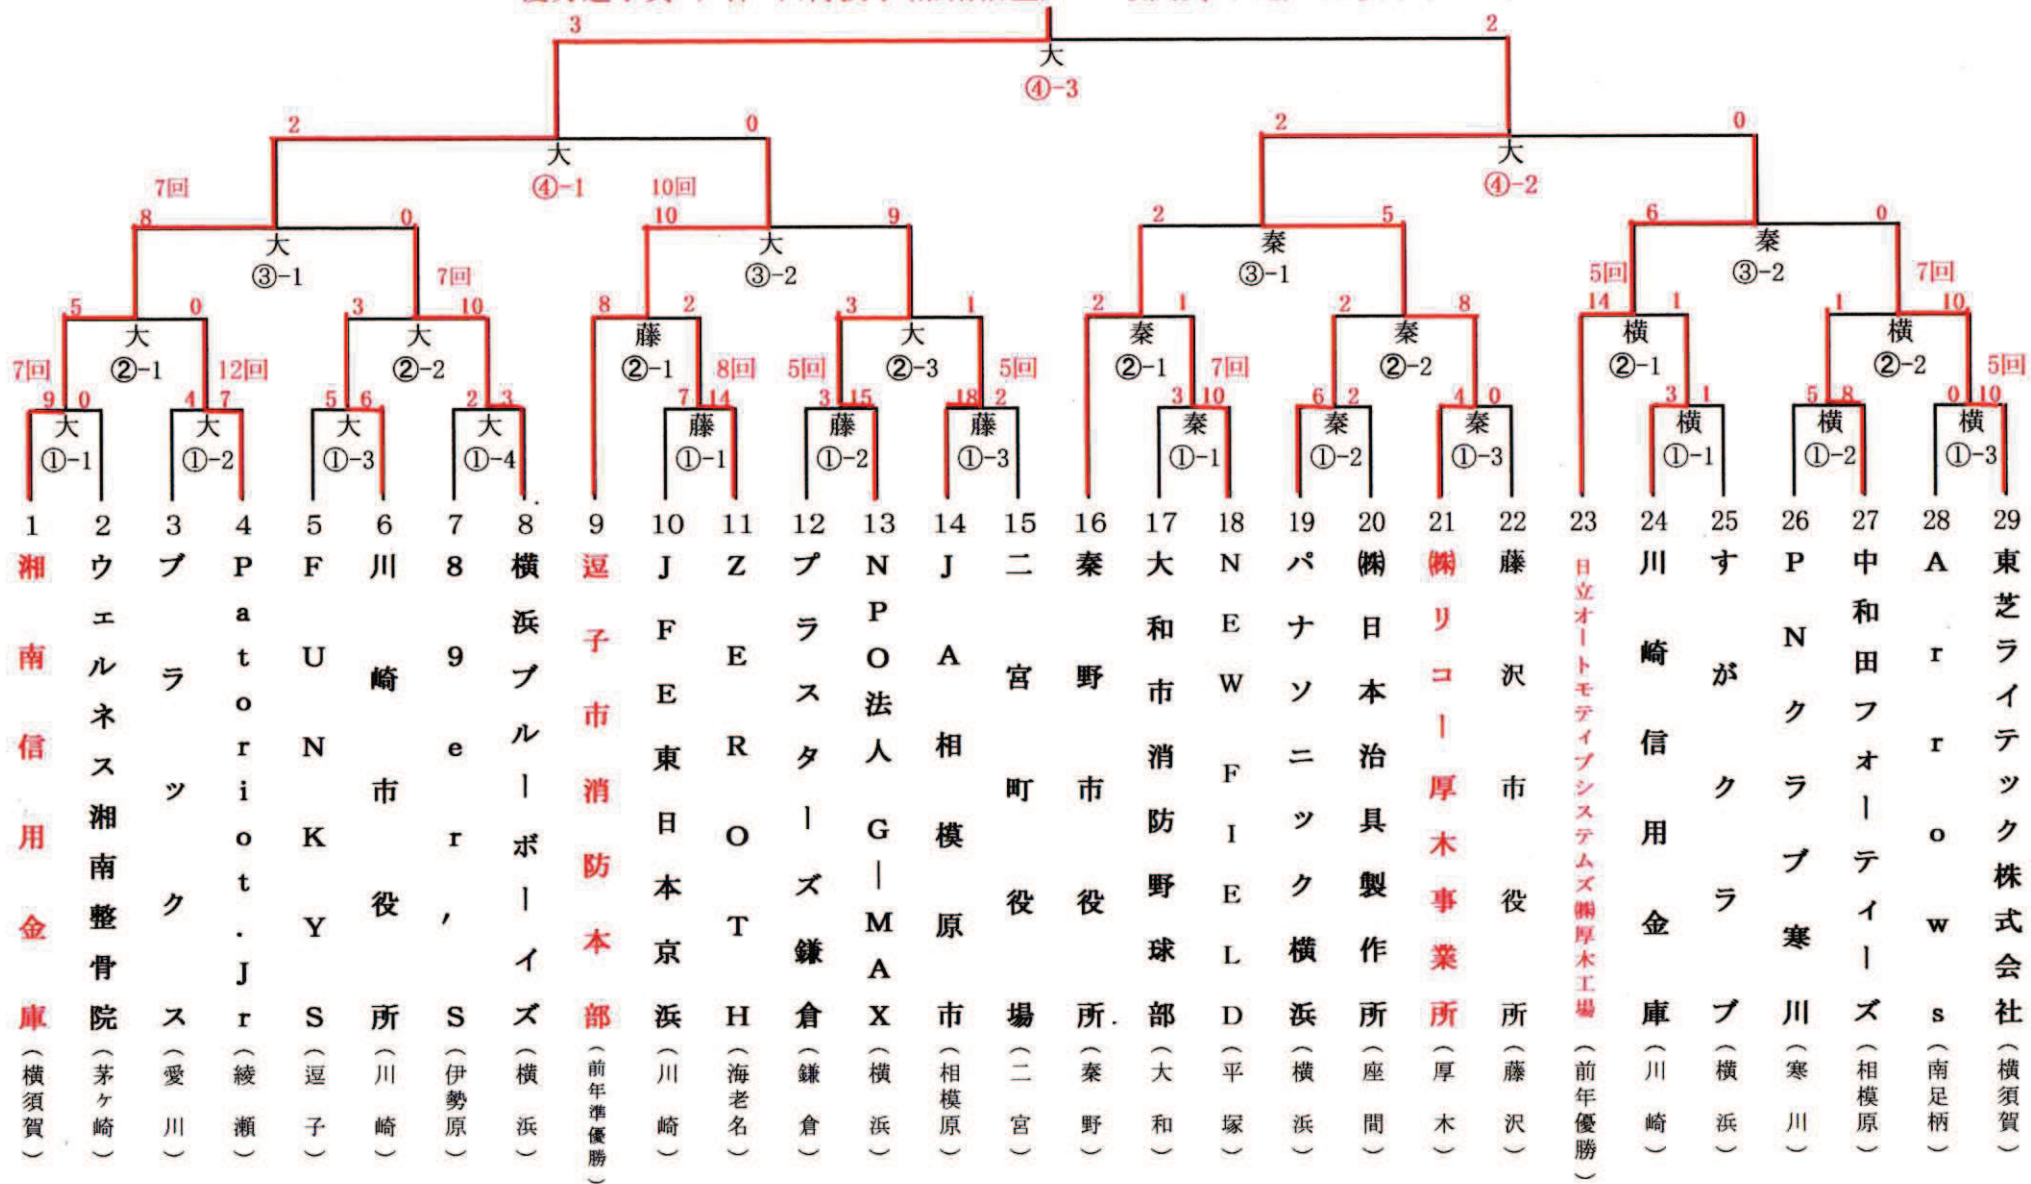 3 2
大
④-3
2 0 2 0
大 大
④-1 ④-2
7回 10回
8 0 10 9 2 5 6 0
大 大 秦 秦
③-1 ③-2 ③-1 ③-2
7回 5回 7回
5 0 3 10 8 2 3 1 2 1 2 8 14 1 1 10
大 大 藤 大 秦 秦 横 横
②-1 ②-2 ②-1 ②-3 ②-1 ②-2 ②-1 ②-2
7回 12回 8回 5回 5回 7回 5回
9 0 4 7 5 6 2 3 7 14 3 15 18 2 3 10 6 2 4 0 3 1 5 8 0 10
大 大 大 大 藤 藤 藤 秦 秦 秦 横 横 横
①-1 ①-2 ①-3 ①-4 ①-1 ①-2 ①-3 ①-1 ①-2 ①-3 ①-1 ①-2 ①-3
1 湘南信用金庫(横須賀)
2 ウェルネス湘南整骨院(茅ヶ崎)
3 ブラックス(愛川)
4 Patoriot.Jr(綾瀬)
5 FUNKYS(逗子)
6 川崎市役所(川崎)
7 89er'S(伊勢原)
8 横浜ブルーボーイズ(横浜)
9 逗子市消防本部(前年準優勝)
10 JFE東日本京浜(川崎)
11 ZEROTH(海老名)
12 プラスターズ鎌倉(鎌倉)
13 NPO法人G―MAX(横浜)
14 JA相模原市(相模原)
15 二宮町役場(二宮)
16 秦野市役所.(秦野)
17 大和市消防野球部(大和)
18 NEW FIELD(平塚)
19 パナソニック横浜(横浜)
20 ㈱日本治具製作所(座間)
21 ㈱リコー厚木事業所(厚木)
22 藤沢市役所(藤沢)
23 日立オートモティブシステムズ㈱厚木工場(前年優勝)
24 川崎信用金庫(川崎)
25 すがクラブ(横浜)
26 PNクラブ寒川(寒川)
27 中和田フォーティーズ(相模原)
28 Arrows(南足柄)
29 東芝ライテック株式会社(横須賀)